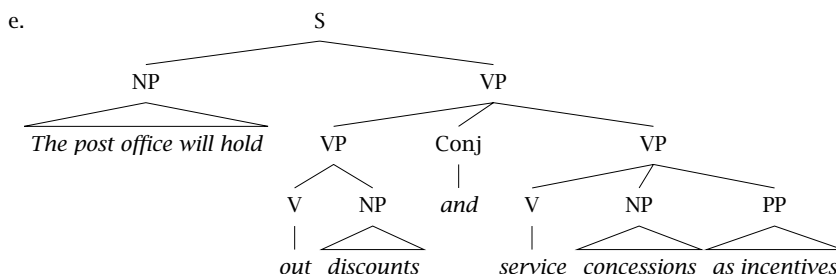 e. S
NP VP
The post office will hold VP Conj VP
V NP and V NP PP
out discounts service concessions as incentives